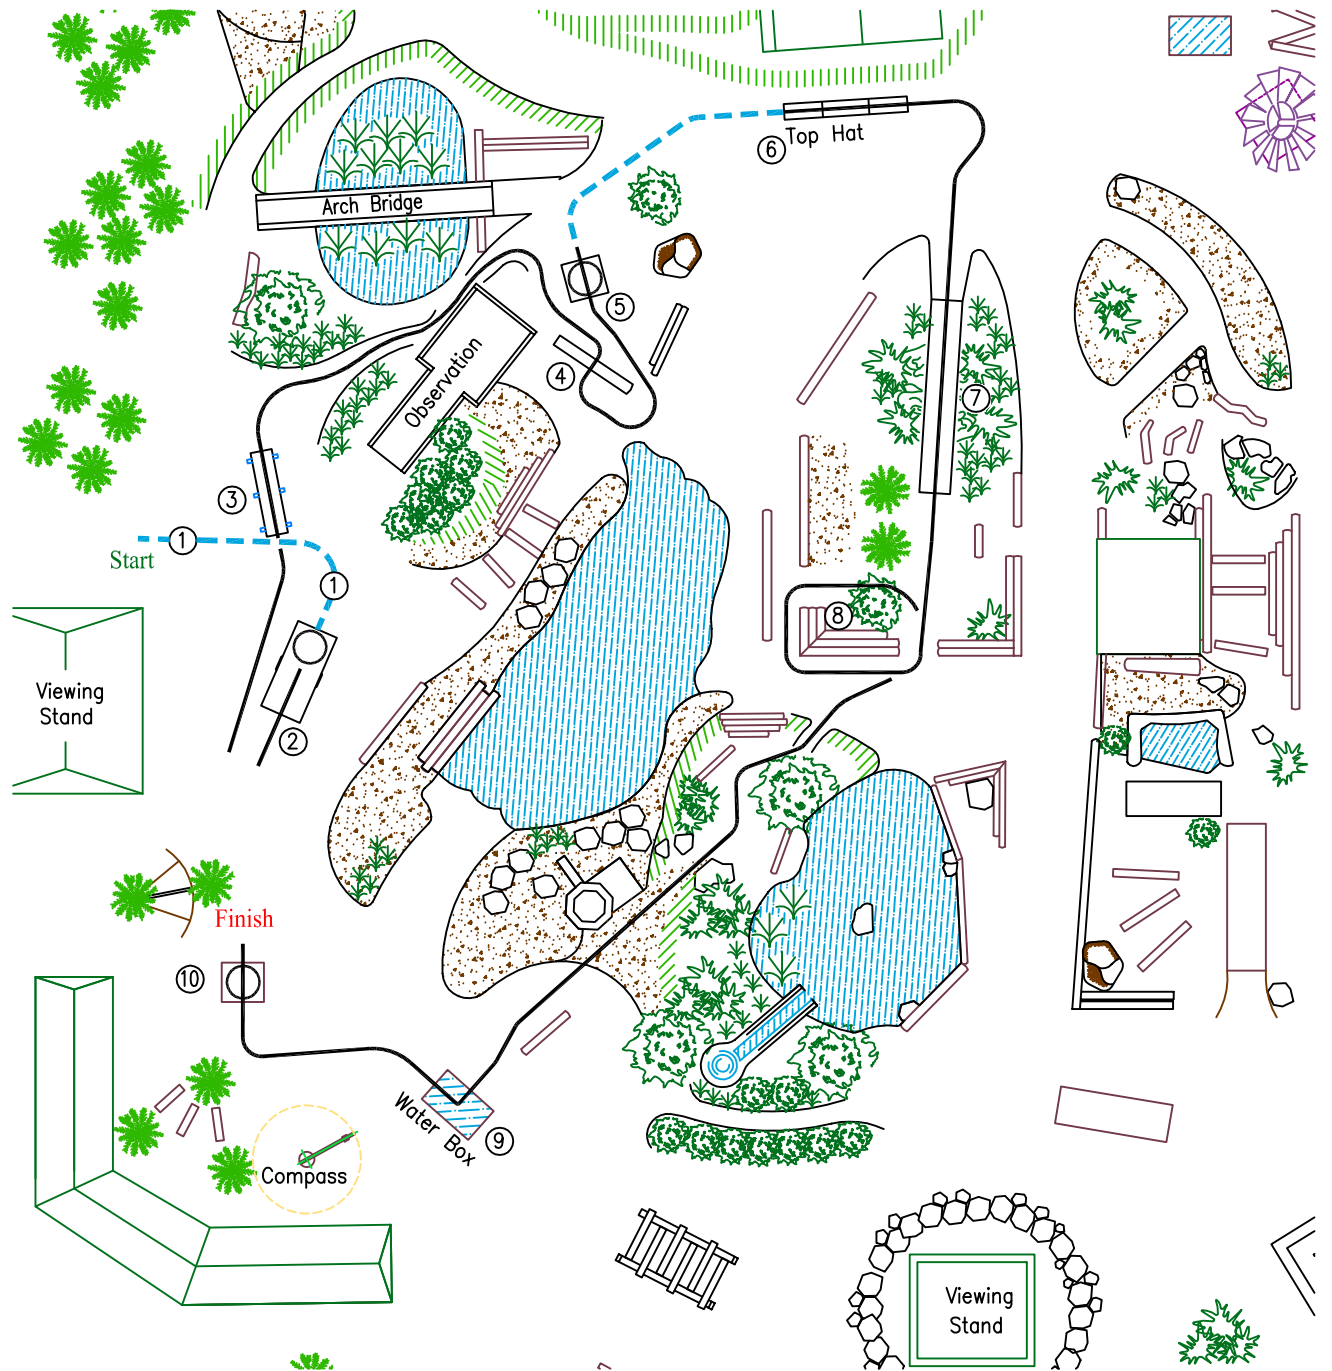 Arch Bridge
6
Top Hat
5
Observation
4
7
3
1
Start
1
8
Viewing
Stand
2
Finish
10
Water Box
9
Compass
Viewing
Stand